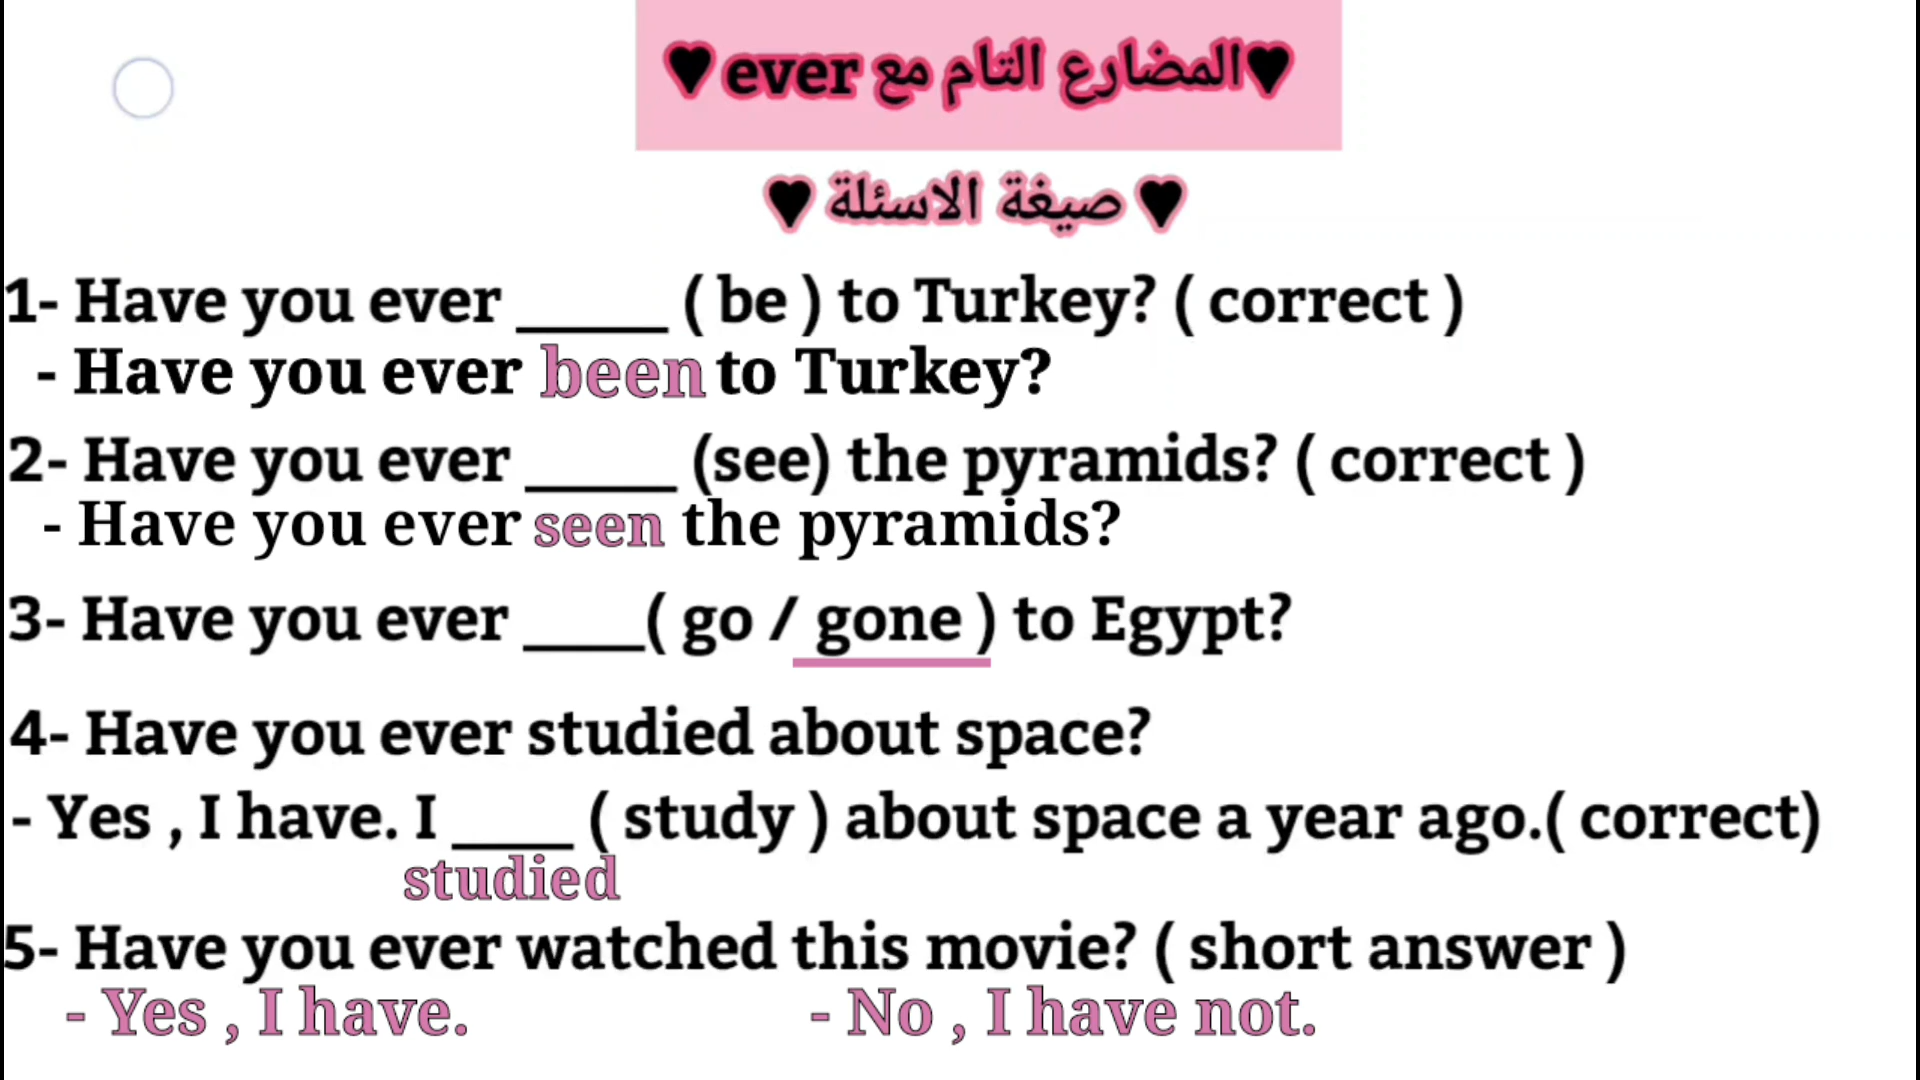 ♥المضارع التام مع ever♥
♥ صيغة الاسئلة ♥
1- Have you ever _____ ( be ) to Turkey? ( correct )
- Have you ever been to Turkey?
2- Have you ever _____ (see) the pyramids? ( correct )
- Have you ever seen the pyramids?
3- Have you ever ____( go / gone ) to Egypt?
4- Have you ever studied about space?
- Yes , I have. I ____ ( study ) about space a year ago.( correct)
studied
5- Have you ever watched this movie? ( short answer )
- Yes , I have. - No , I have not.